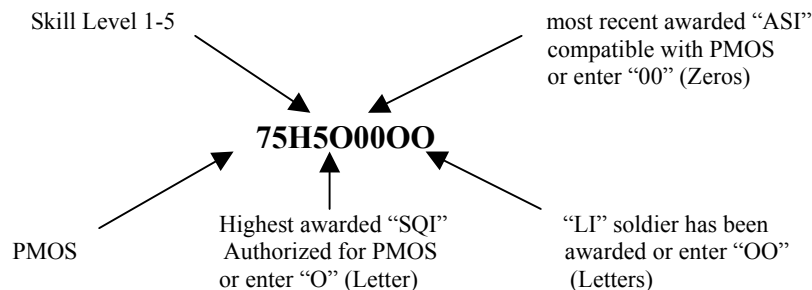 Skill Level 1-5
most recent awarded “ASI”
compatible with PMOS
or enter “00” (Zeros)
75H5O00OO
PMOS
Highest awarded “SQI”
Authorized for PMOS
or enter “O” (Letter)
“LI” soldier has been
awarded or enter “OO”
(Letters)